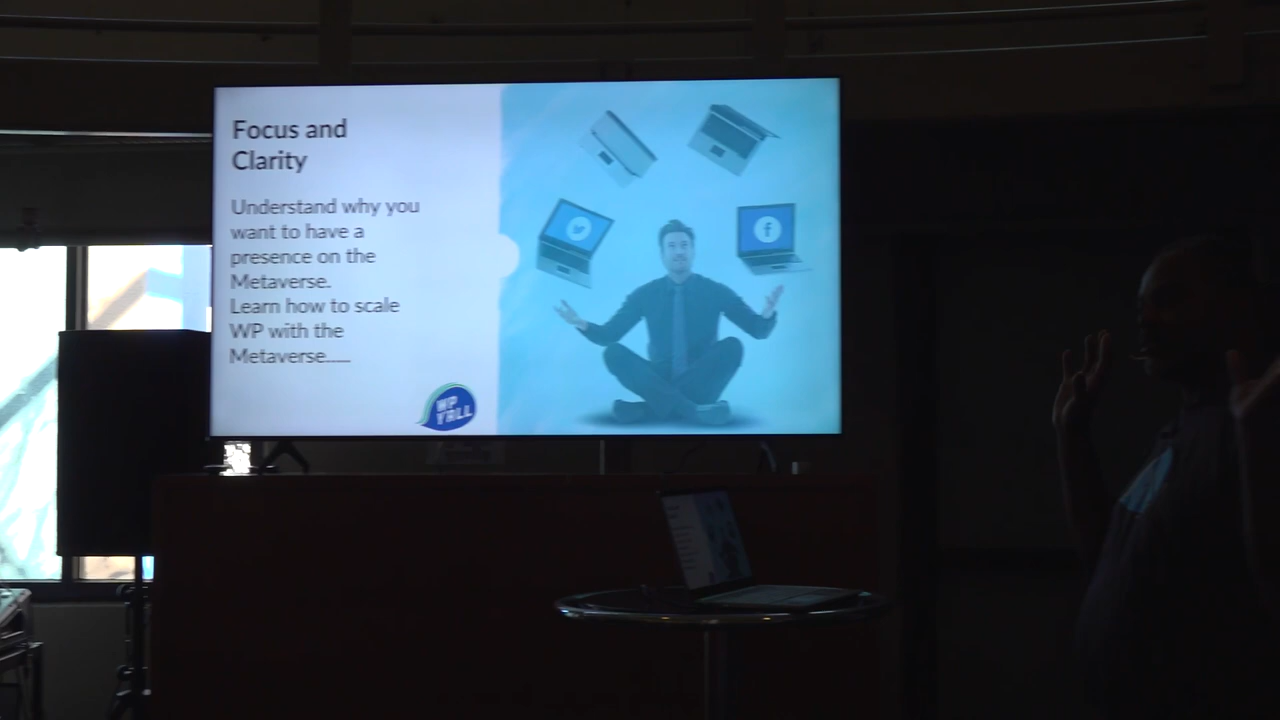 Focus and
Clarity
Understand why you
want to have a
presence on the
Metaverse.
Learn how to scale
WP with the
Metaverse.....
WP
YALL
f